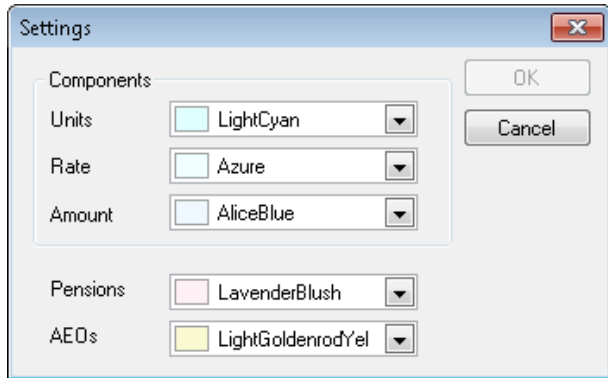 Settings
Components
OK
Units LightCyan
Cancel
Rate Azure
Amount AliceBlue
Pensions LavenderBlush
AEOs LightGoldenrodYel